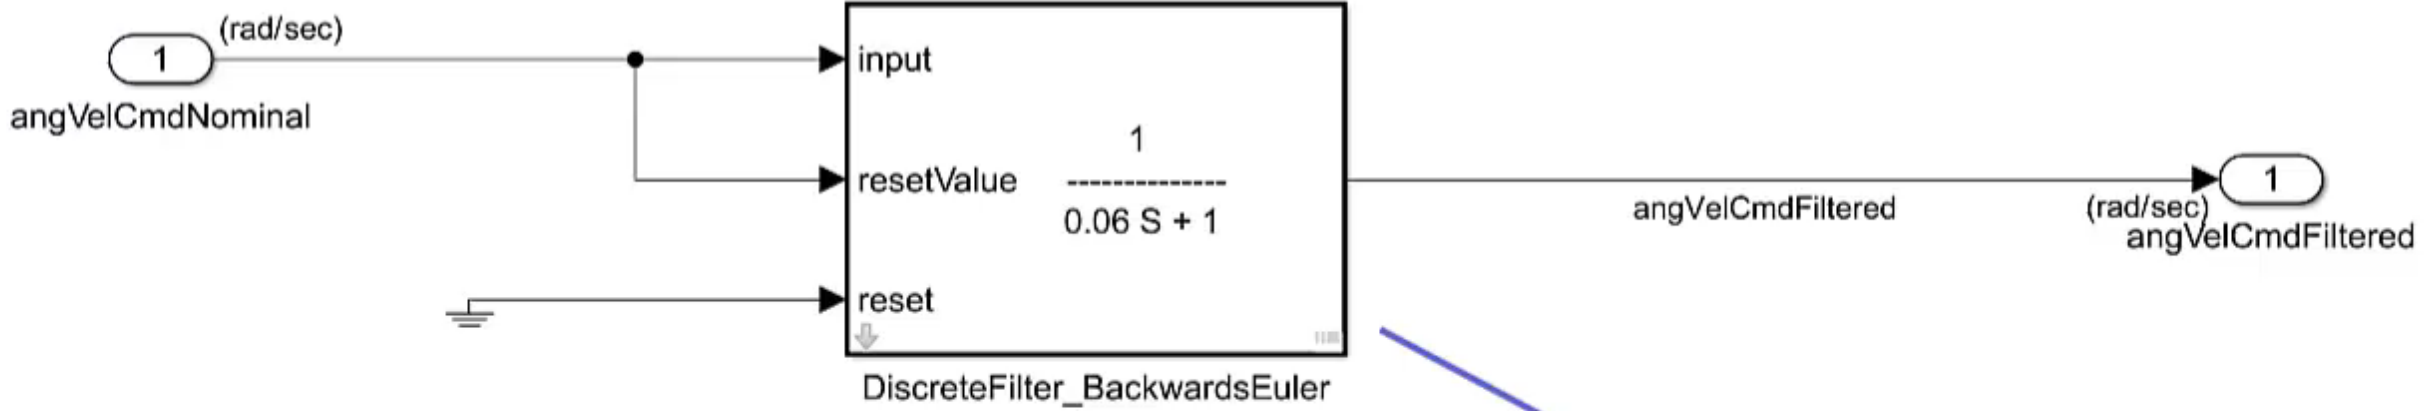 (rad/sec)
1
angVelCmdNominal
input
resetValue
reset
1
--------------
0.06 S + 1
DiscreteFilter_BackwardsEuler
angVelCmdFiltered
1
(rad/sec)
angVelCmdFiltered